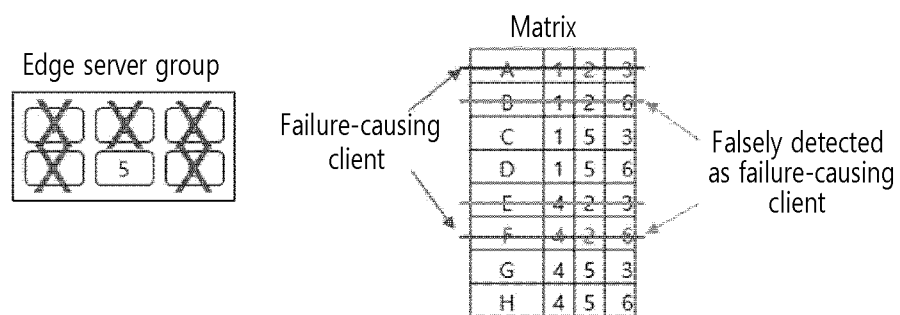 Matrix
Edge server group
5
Failure-causing
client
A 1 2 3
B 1 2 6
C 1 5 3
D 1 5 6
E 4 2 3
F 4 2 6
G 4 5 3
H 4 5 6
Falsely detected
as failure-causing
client